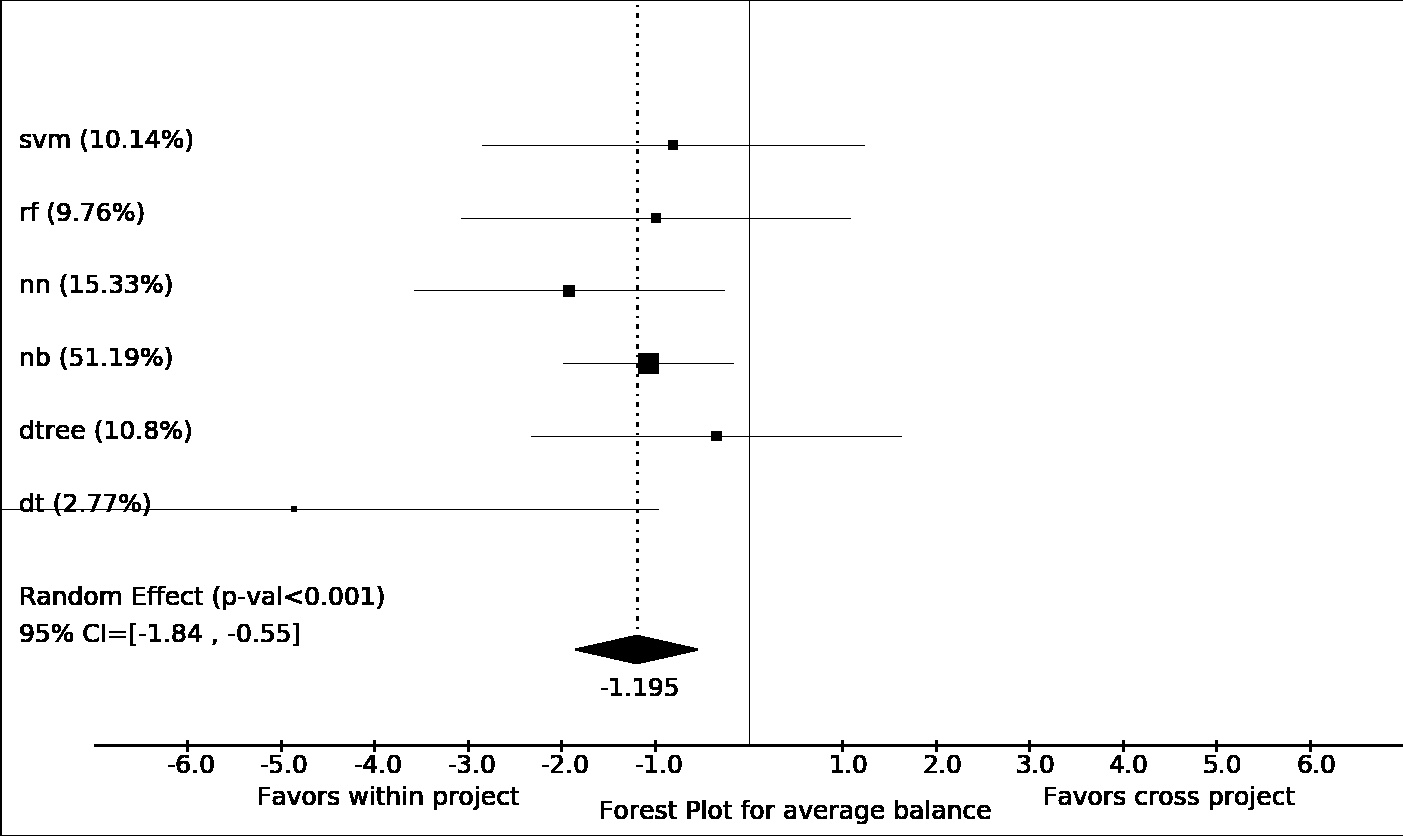 svm (10.14%)
rf (9.76%)
nn (15.33%)
nb (51.19%)
dtree (10.8%)
dt (2.77%)
Random Effect (p-val<0.001)
95% CI=[-1.84 , -0.55]
-1.195
-6.0 -5.0 -4.0 -3.0 -2.0 -1.0 1.0 2.0 3.0 4.0 5.0 6.0
Favors within project Favors cross project
Forest Plot for average balance